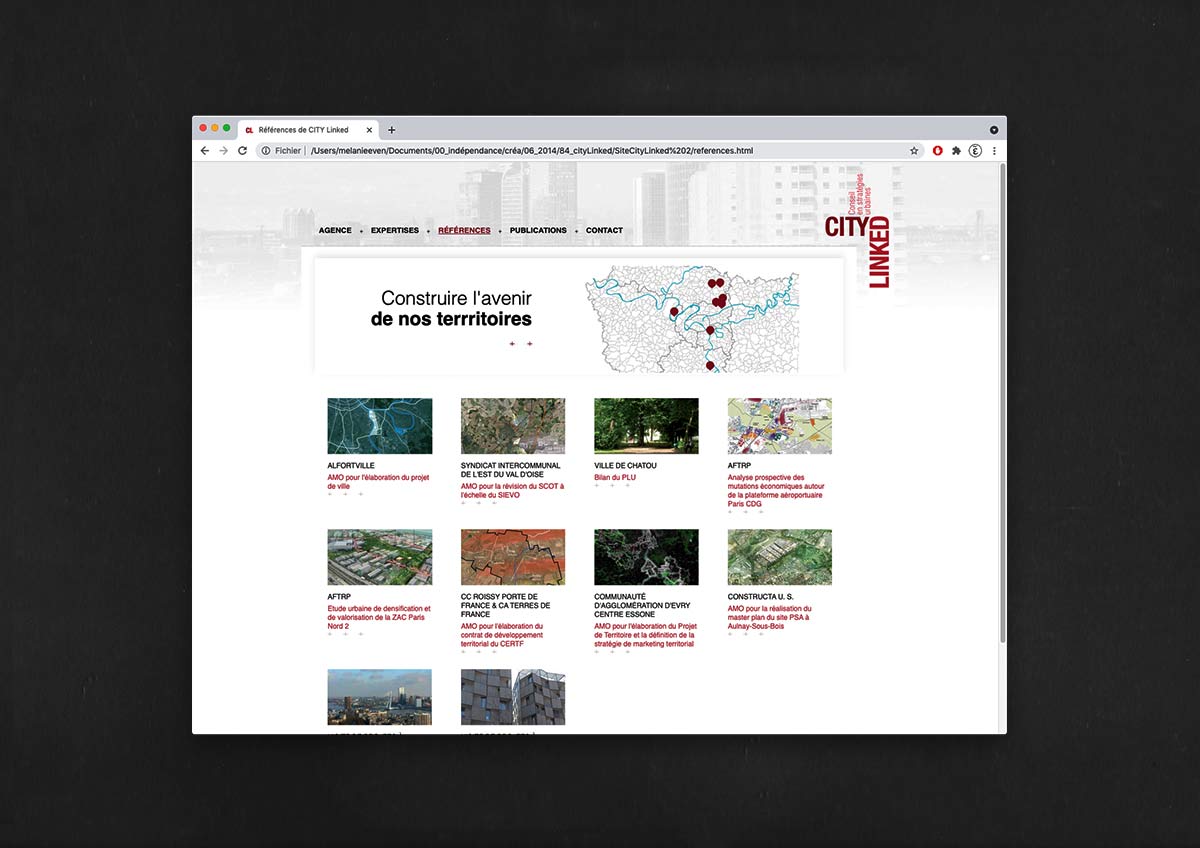 CL Références de CITY Linked
Fichier | /Users/melanieeven/Documents/00_indépendance/créa/06_2014/84_cityLinked/SiteCityLinked%202/references.html
Conseil
en stratégies
urbaines
CITY
LINKED
AGENCE + EXPERTISES + RÉFÉRENCES + PUBLICATIONS + CONTACT
Construire l'avenir
de nos terrritoires
+ +
ALFORTVILLE
AMO pour l'élaboration du projet
de ville
+ + +
SYNDICAT INTERCOMMUNAL
DE L'EST DU VAL D'OISE
AMO pour la révision du SCOT à
l'échelle du SIEVO
+ + +
VILLE DE CHATOU
Bilan du PLU
+ + +
AFTRP
Analyse prospective des
mutations économiques autour
de la plateforme aéroportuaire
Paris CDG
+ + +
AFTRP
Etude urbaine de densification et
de valorisation de la ZAC Paris
Nord 2
+ + +
CC ROISSY PORTE DE
FRANCE & CA TERRES DE
FRANCE
AMO pour l'élaboration du
contrat de développement
territorial du CERTF
+ + +
COMMUNAUTÉ
D'AGGLOMÉRATION D'EVRY
CENTRE ESSONE
AMO pour l'élaboration du Projet
de Territoire et la définition de la
stratégie de marketing territorial
+ + +
CONSTRUCTA U. S.
AMO pour la réalisation du
master plan du site PSA à
Aulnay-Sous-Bois
+ + +